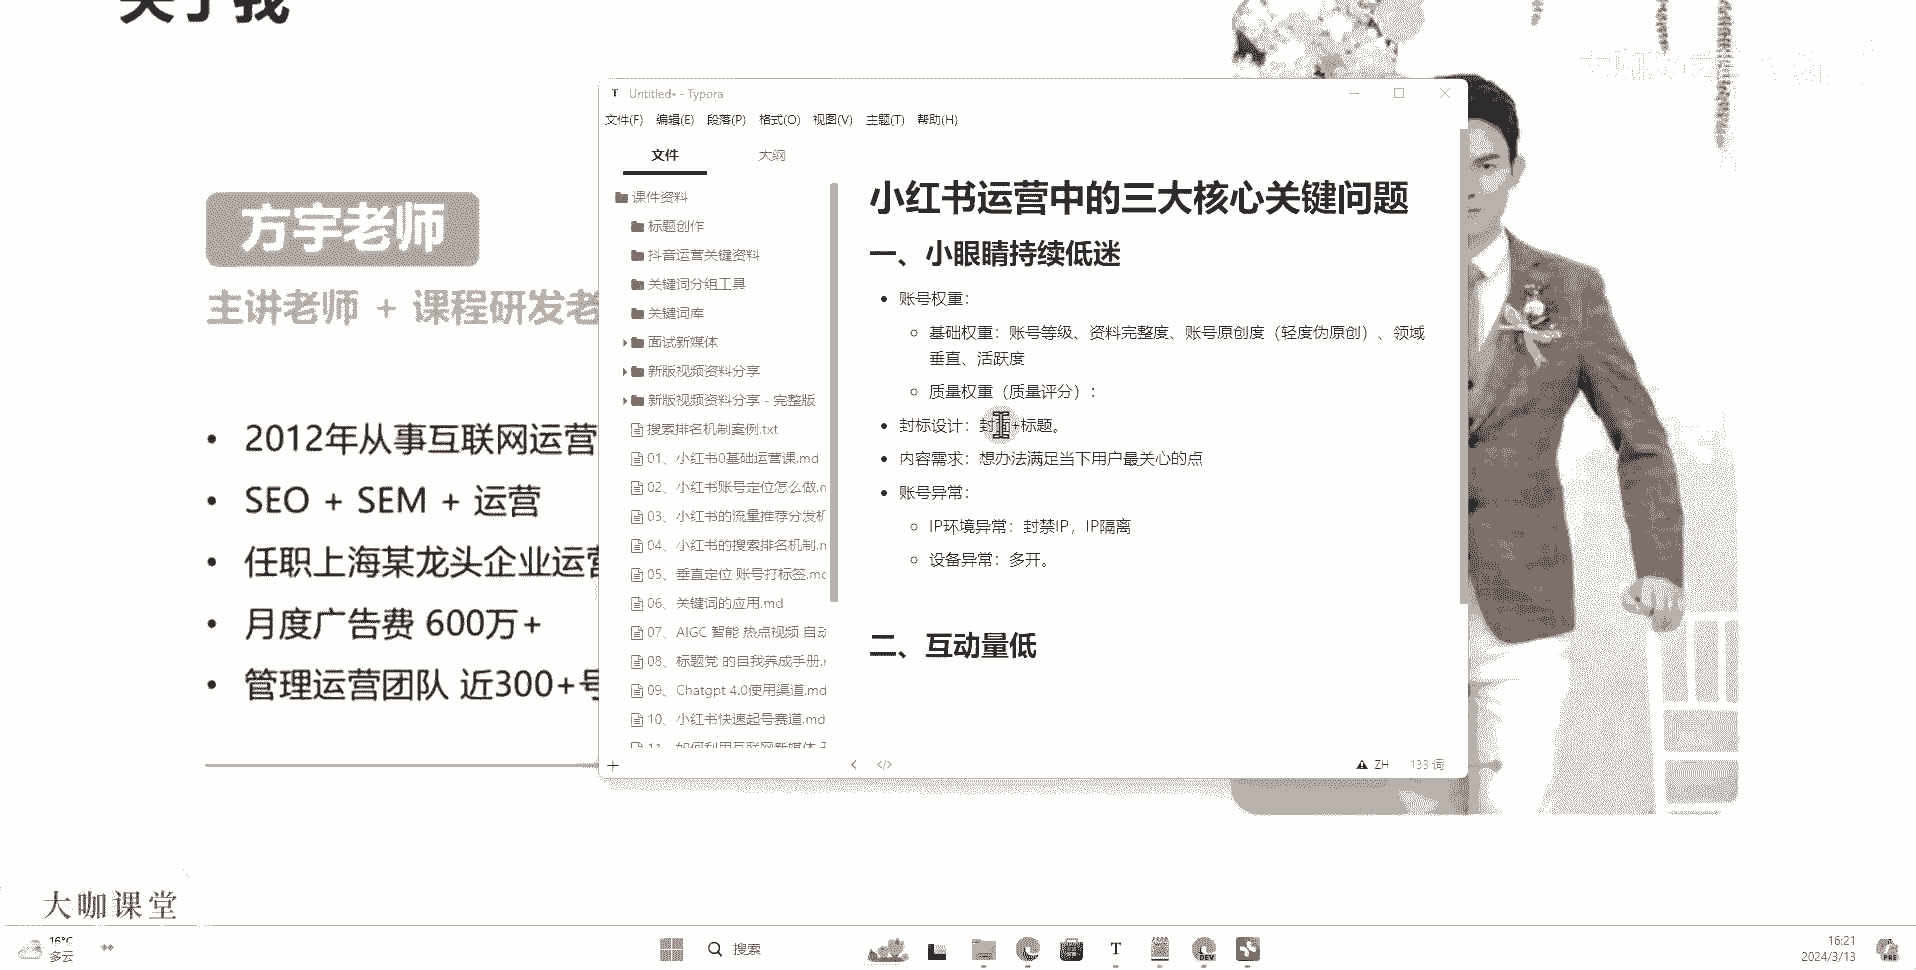 关于我
方宇老师
主讲老师 + 课程研发老
• 2012年从事互联网运营
• SEO + SEM + 运营
• 任职上海某龙头企业运营
• 月度广告费 600万+
• 管理运营团队 近300+号
T Untitled• - Typora
文件(F) 编辑(E) 段落(P) 格式(O) 视图(V) 主题(T) 帮助(H)
文件 大纲
课件资料
标题创作
抖音运营关键资料
关键词分组工具
关键词库
面试新媒体
新版视频资料分享
新版视频资料分享 - 完整版
搜索排名机制案例.txt
01、小红书0基础运营课.md
02、小红书账号定位怎么做.m
03、小红书的流量推荐分发机
04、小红书的搜索排名机制.m
05、垂直定位 账号打标签.mc
06、关键词的应用.md
07、AIGC 智能 热点视频 自动
08、标题党 的自我养成手册.
09、Chatgpt 4.0使用渠道.md
10、小红书快速起号赛道.md
11、如何利用互联网新媒体
小红书运营中的三大核心关键问题
一、小眼睛持续低迷
• 账号权重：
基础权重：账号等级、资料完整度、账号原创度（轻度伪原创）、领域
垂直、活跃度
质量权重（质量评分）：
• 封标设计：封面+标题。
• 内容需求：想办法满足当下用户最关心的点
• 账号异常：
IP环境异常：封禁IP，IP隔离
设备异常：多开。
二、互动量低
+ < </> ZH 133 词
大咖课堂
16°C
多云
搜索
T
DEV
16:21
2024/3/13
PRE